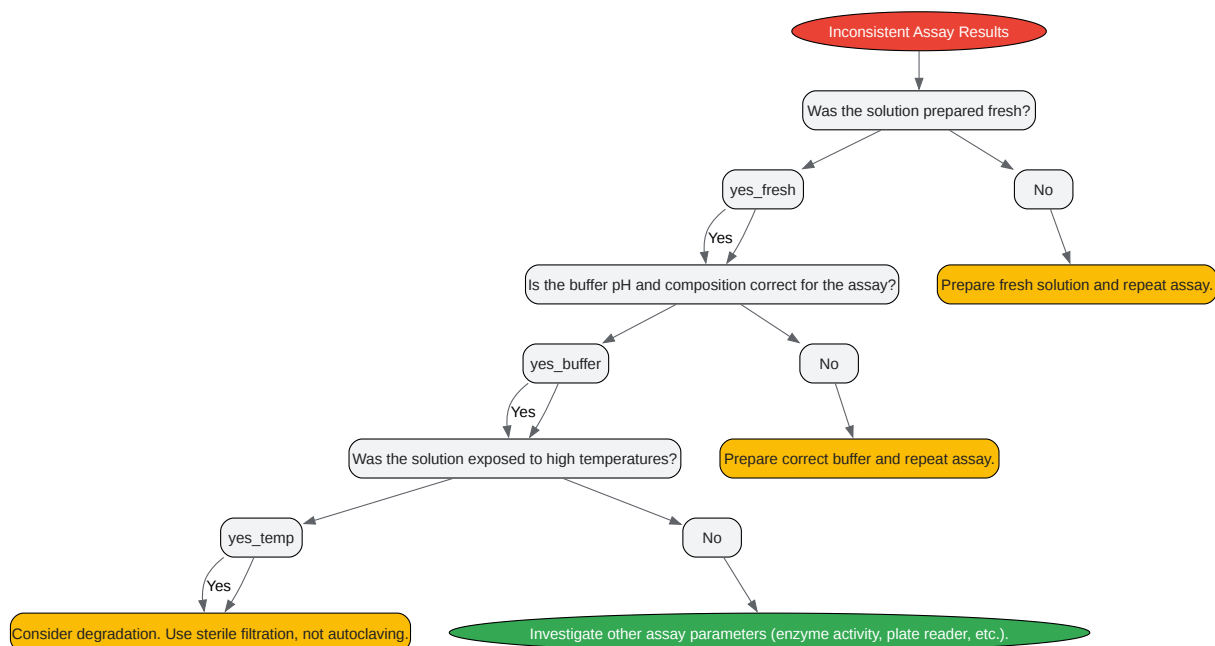 Inconsistent Assay Results
Was the solution prepared fresh?
yes_fresh
No
Yes
Is the buffer pH and composition correct for the assay?
Prepare fresh solution and repeat assay.
yes_buffer
No
Yes
Was the solution exposed to high temperatures?
Prepare correct buffer and repeat assay.
yes_temp
No
Yes
Consider degradation. Use sterile filtration, not autoclaving.
Investigate other assay parameters (enzyme activity, plate reader, etc.).